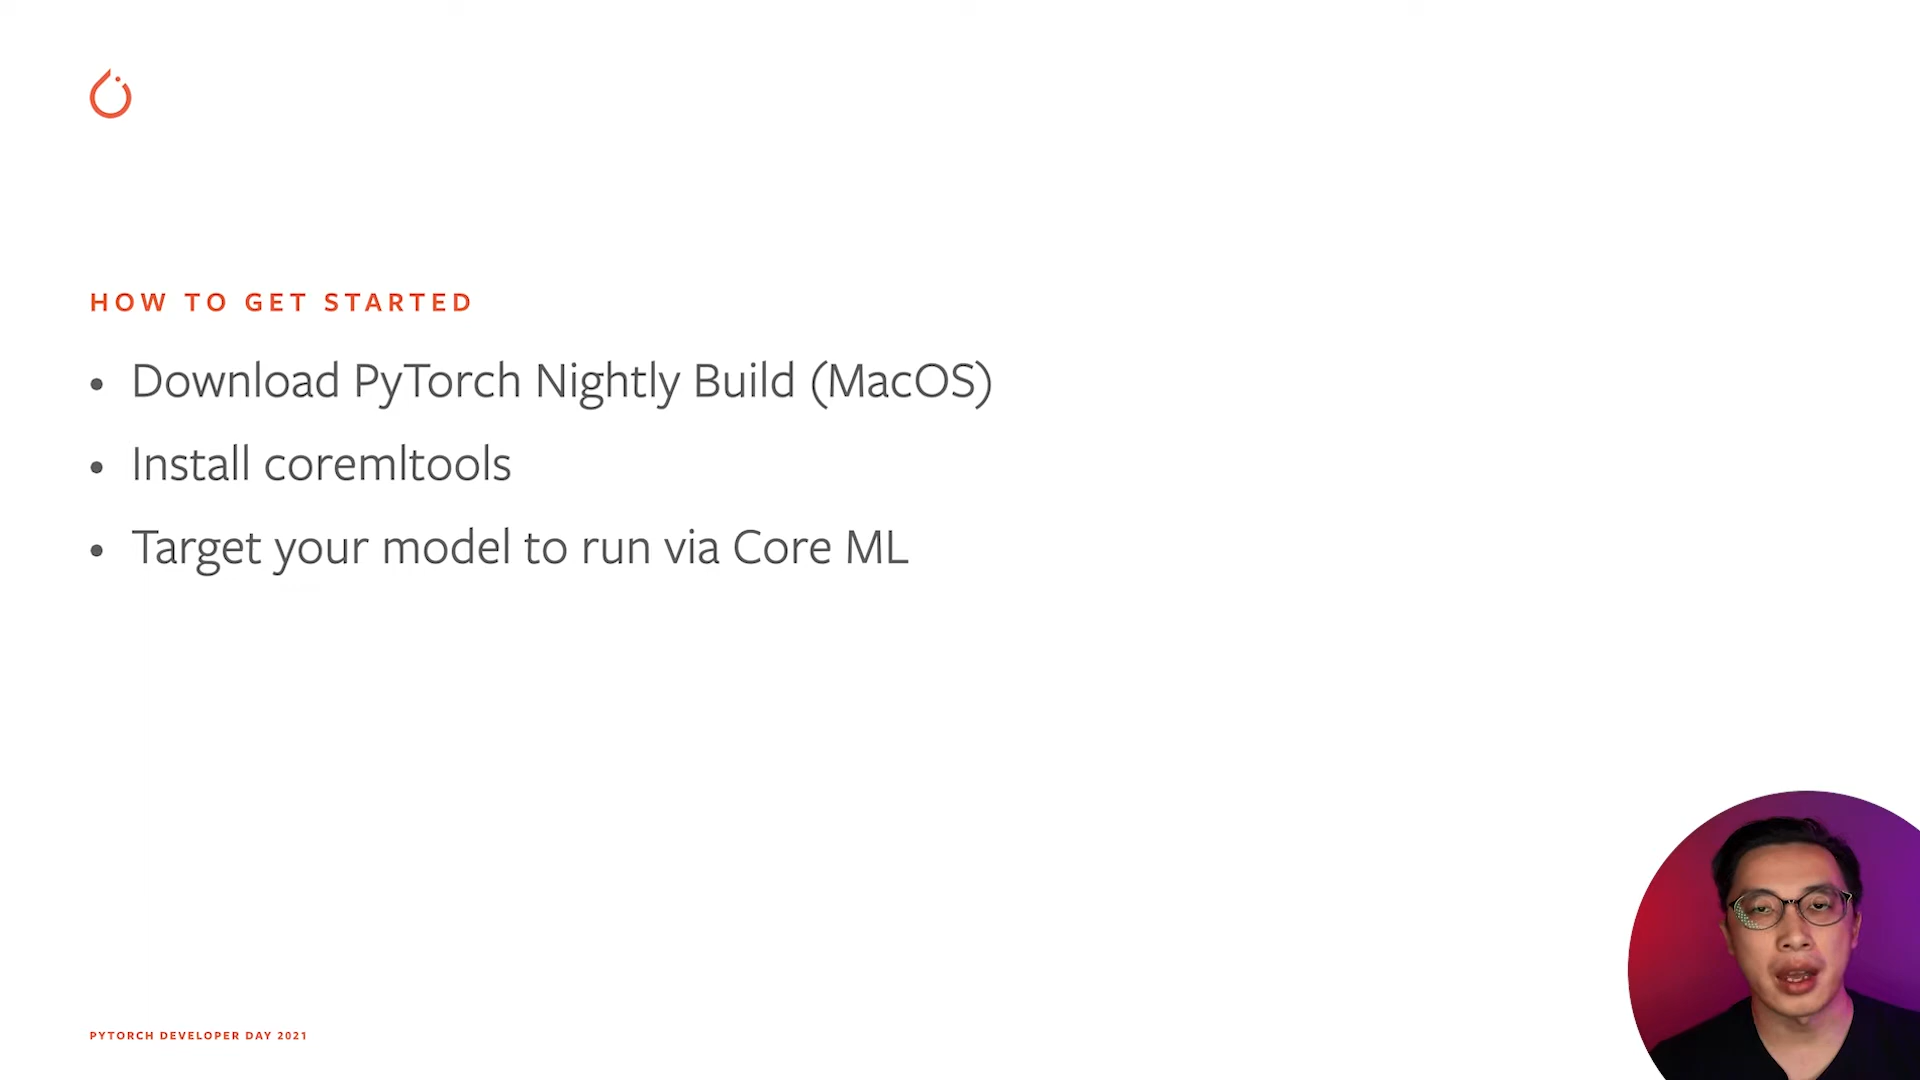 HOW TO GET STARTED
• Download PyTorch Nightly Build (MacOS)
• Install coremltools
• Target your model to run via Core ML
PYTORCH DEVELOPER DAY 2021